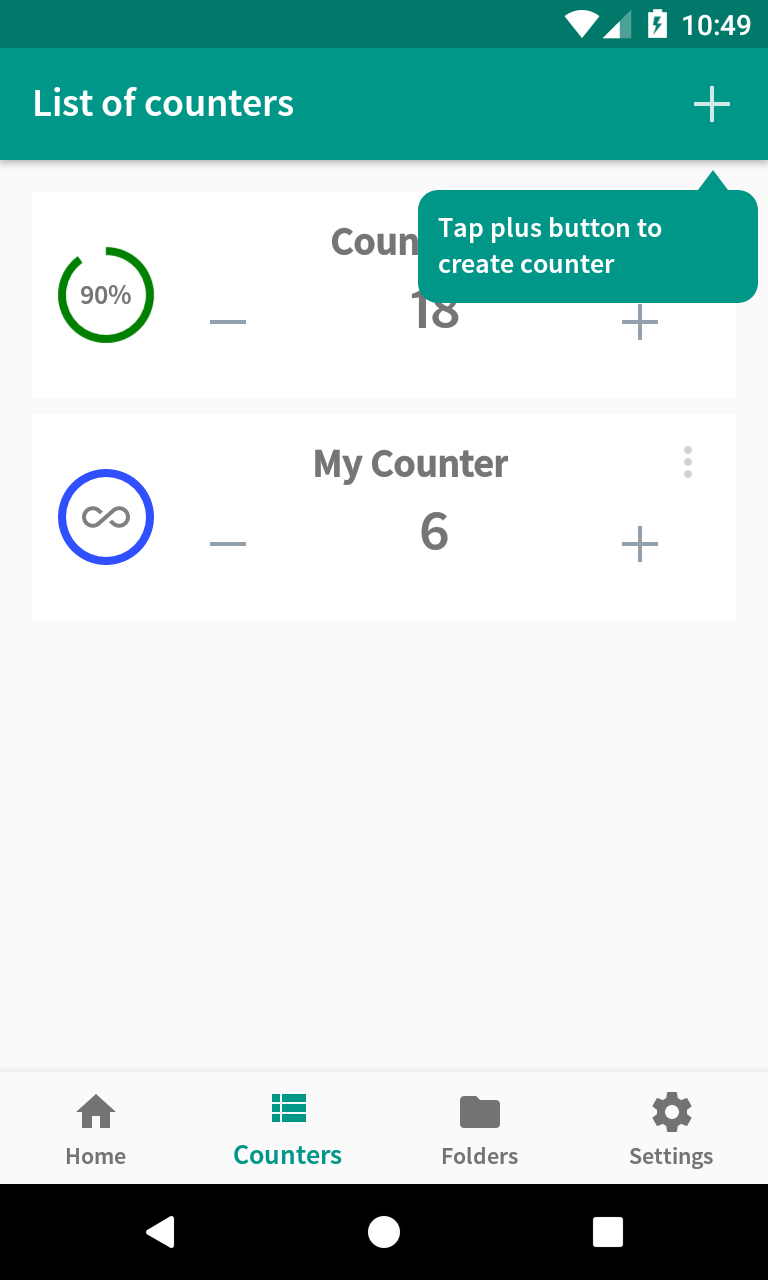 10:49
List of counters
Tap plus button to
create counter
90%
18
My Counter
6
Home
Counters
Folders
Settings